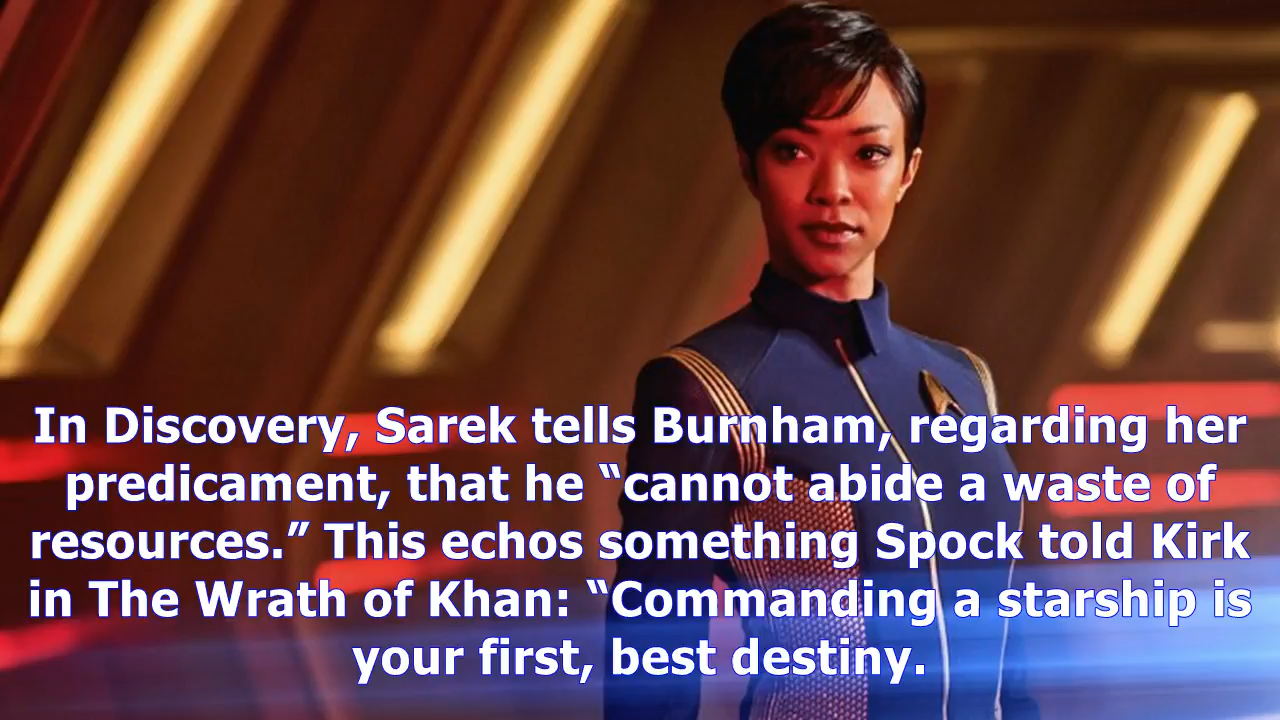 In Discovery, Sarek tells Burnham, regarding her
predicament, that he “cannot abide a waste of
resources.” This echos something Spock told Kirk
in The Wrath of Khan: “Commanding a starship is
your first, best destiny.